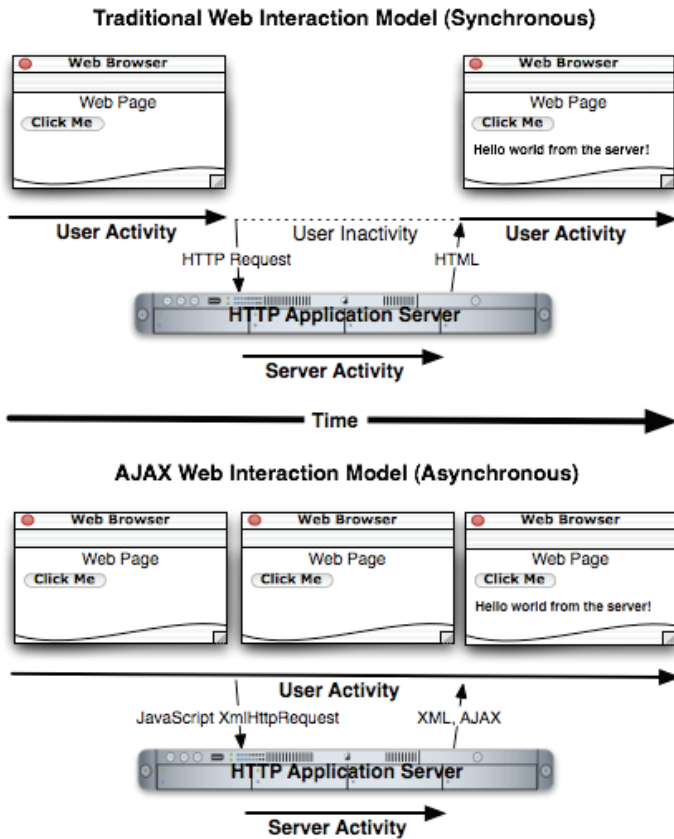 Traditional Web Interaction Model (Synchronous)
Web Browser
Web Page
Click Me
Web Browser
Web Page
Click Me
Hello world from the server!
User Activity
User Inactivity
User Activity
HTTP Request
HTML
HTTP Application Server
Server Activity
Time
AJAX Web Interaction Model (Asynchronous)
Web Browser
Web Page
Click Me
Web Browser
Web Page
Click Me
Web Browser
Web Page
Click Me
Hello world from the server!
User Activity
JavaScript XmlHttpRequest
XML, AJAX
HTTP Application Server
Server Activity